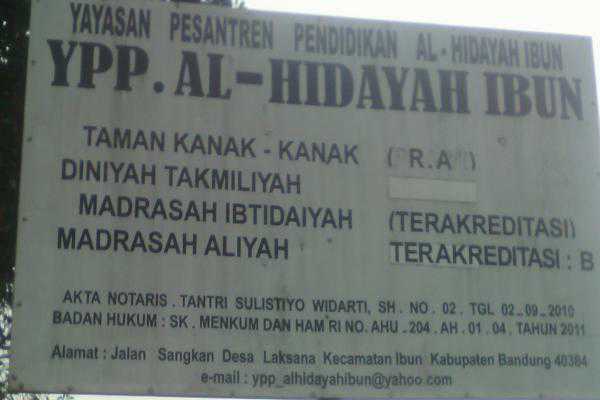 YAYASAN PESANTREN PENDIDIKAN AL-HIDAYAH IBUN
YPP. AL-HIDAYAH IBUN
TAMAN KANAK - KANAK (R.A)
DINIYAH TAKMILIYAH
MADRASAH IBTIDAIYAH (TERAKREDITASI)
MADRASAH ALIYAH TERAKREDITASI : B
AKTA NOTARIS . TANTRI SULISTIYO WIDARTI, SH . NO . 02 . TGL 02-09-2010
BADAN HUKUM : SK . MENKUM DAN HAM RI NO. AHU - 204 . AH . 01 . 04 . TAHUN 2011
Alamat : Jalan Sangkan Desa Laksana Kecamatan Ibun Kabupaten Bandung 40384
e-mail : ypp_alhidayahibun@yahoo.com